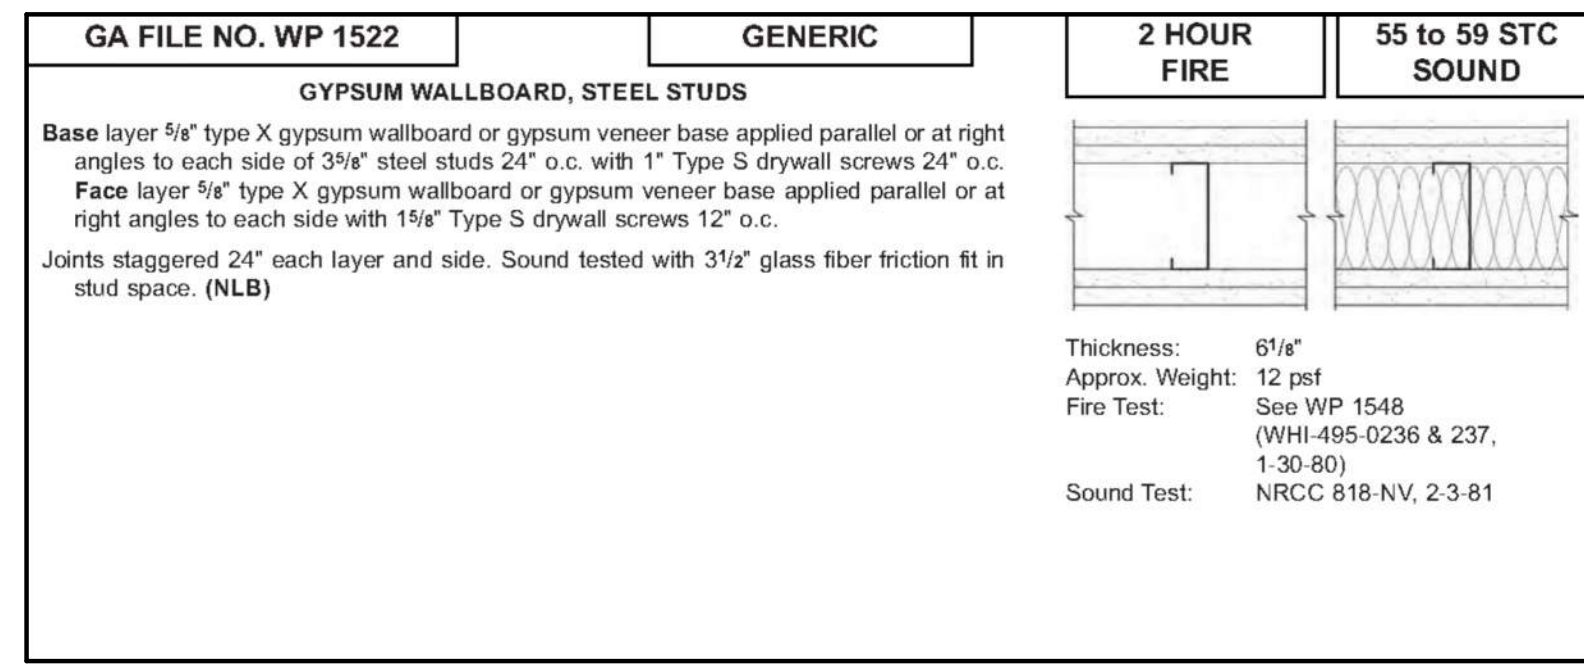 GA FILE NO. WP 1522
GENERIC
2 HOUR
FIRE
55 to 59 STC
SOUND
GYPSUM WALLBOARD, STEEL STUDS
Base layer 5/8" type X gypsum wallboard or gypsum veneer base applied parallel or at right
angles to each side of 35/8" steel studs 24" o.c. with 1" Type S drywall screws 24" o.c.
Face layer 5/8" type X gypsum wallboard or gypsum veneer base applied parallel or at
right angles to each side with 15/8" Type S drywall screws 12" o.c.
Joints staggered 24" each layer and side. Sound tested with 31/2" glass fiber friction fit in
stud space. (NLB)
Thickness: 61/8"
Approx. Weight: 12 psf
Fire Test: See WP 1548
(WHI-495-0236 & 237,
1-30-80)
Sound Test: NRCC 818-NV, 2-3-81